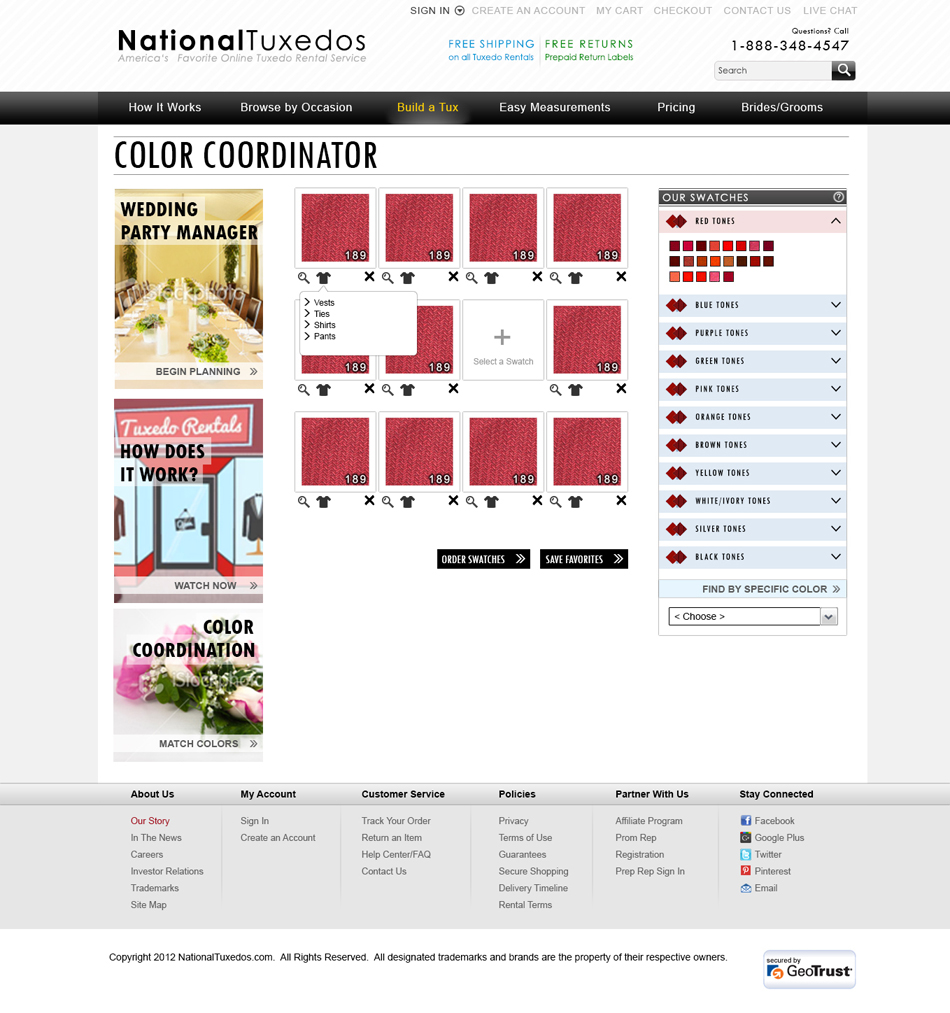 SIGN IN CREATE AN ACCOUNT MY CART CHECKOUT CONTACT US LIVE CHAT
NationalTuxedos
America's Favorite Online Tuxedo Rental Service
FREE SHIPPING
on all Tuxedo Rentals
FREE RETURNS
Prepaid Return Labels
Questions? Call
1-888-348-4547
Search
How It Works Browse by Occasion Build a Tux Easy Measurements Pricing Brides/Grooms
COLOR COORDINATOR
WEDDING
PARTY MANAGER
iStockphoto
BEGIN PLANNING »
Tuxedo Rentals
HOW DOES
IT WORK?
WATCH NOW »
COLOR
COORDINATION
iStockphoto
MATCH COLORS »
189 189 189 189
> Vests
> Ties
> Shirts
> Pants
189 189
+
Select a Swatch
189
189 189 189 189
ORDER SWATCHES »
SAVE FAVORITES »
OUR SWATCHES ?
RED TONES
BLUE TONES
PURPLE TONES
GREEN TONES
PINK TONES
ORANGE TONES
BROWN TONES
YELLOW TONES
WHITE/IVORY TONES
SILVER TONES
BLACK TONES
FIND BY SPECIFIC COLOR »
< Choose >
About Us
Our Story
In The News
Careers
Investor Relations
Trademarks
Site Map
My Account
Sign In
Create an Account
Customer Service
Track Your Order
Return an Item
Help Center/FAQ
Contact Us
Policies
Privacy
Terms of Use
Guarantees
Secure Shopping
Delivery Timeline
Rental Terms
Partner With Us
Affiliate Program
Prom Rep
Registration
Prep Rep Sign In
Stay Connected
Facebook
Google Plus
Twitter
Pinterest
Email
Copyright 2012 NationalTuxedos.com. All Rights Reserved. All designated trademarks and brands are the property of their respective owners.
secured by
GeoTrust